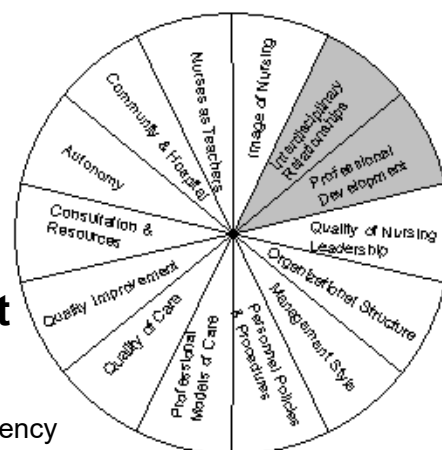 Image of Nursing
Interdisciplinary
Relationships
Professional
Development
Quality of Nursing
Leadership
Organizational Structure
Management Style
Personnel Policies
& Procedures
Professional
Models of Care
Quality of Care
Quality Improvement
Consultation &
Resources
Autonomy
Community & Hospital
Nurses as Teachers
t
ency